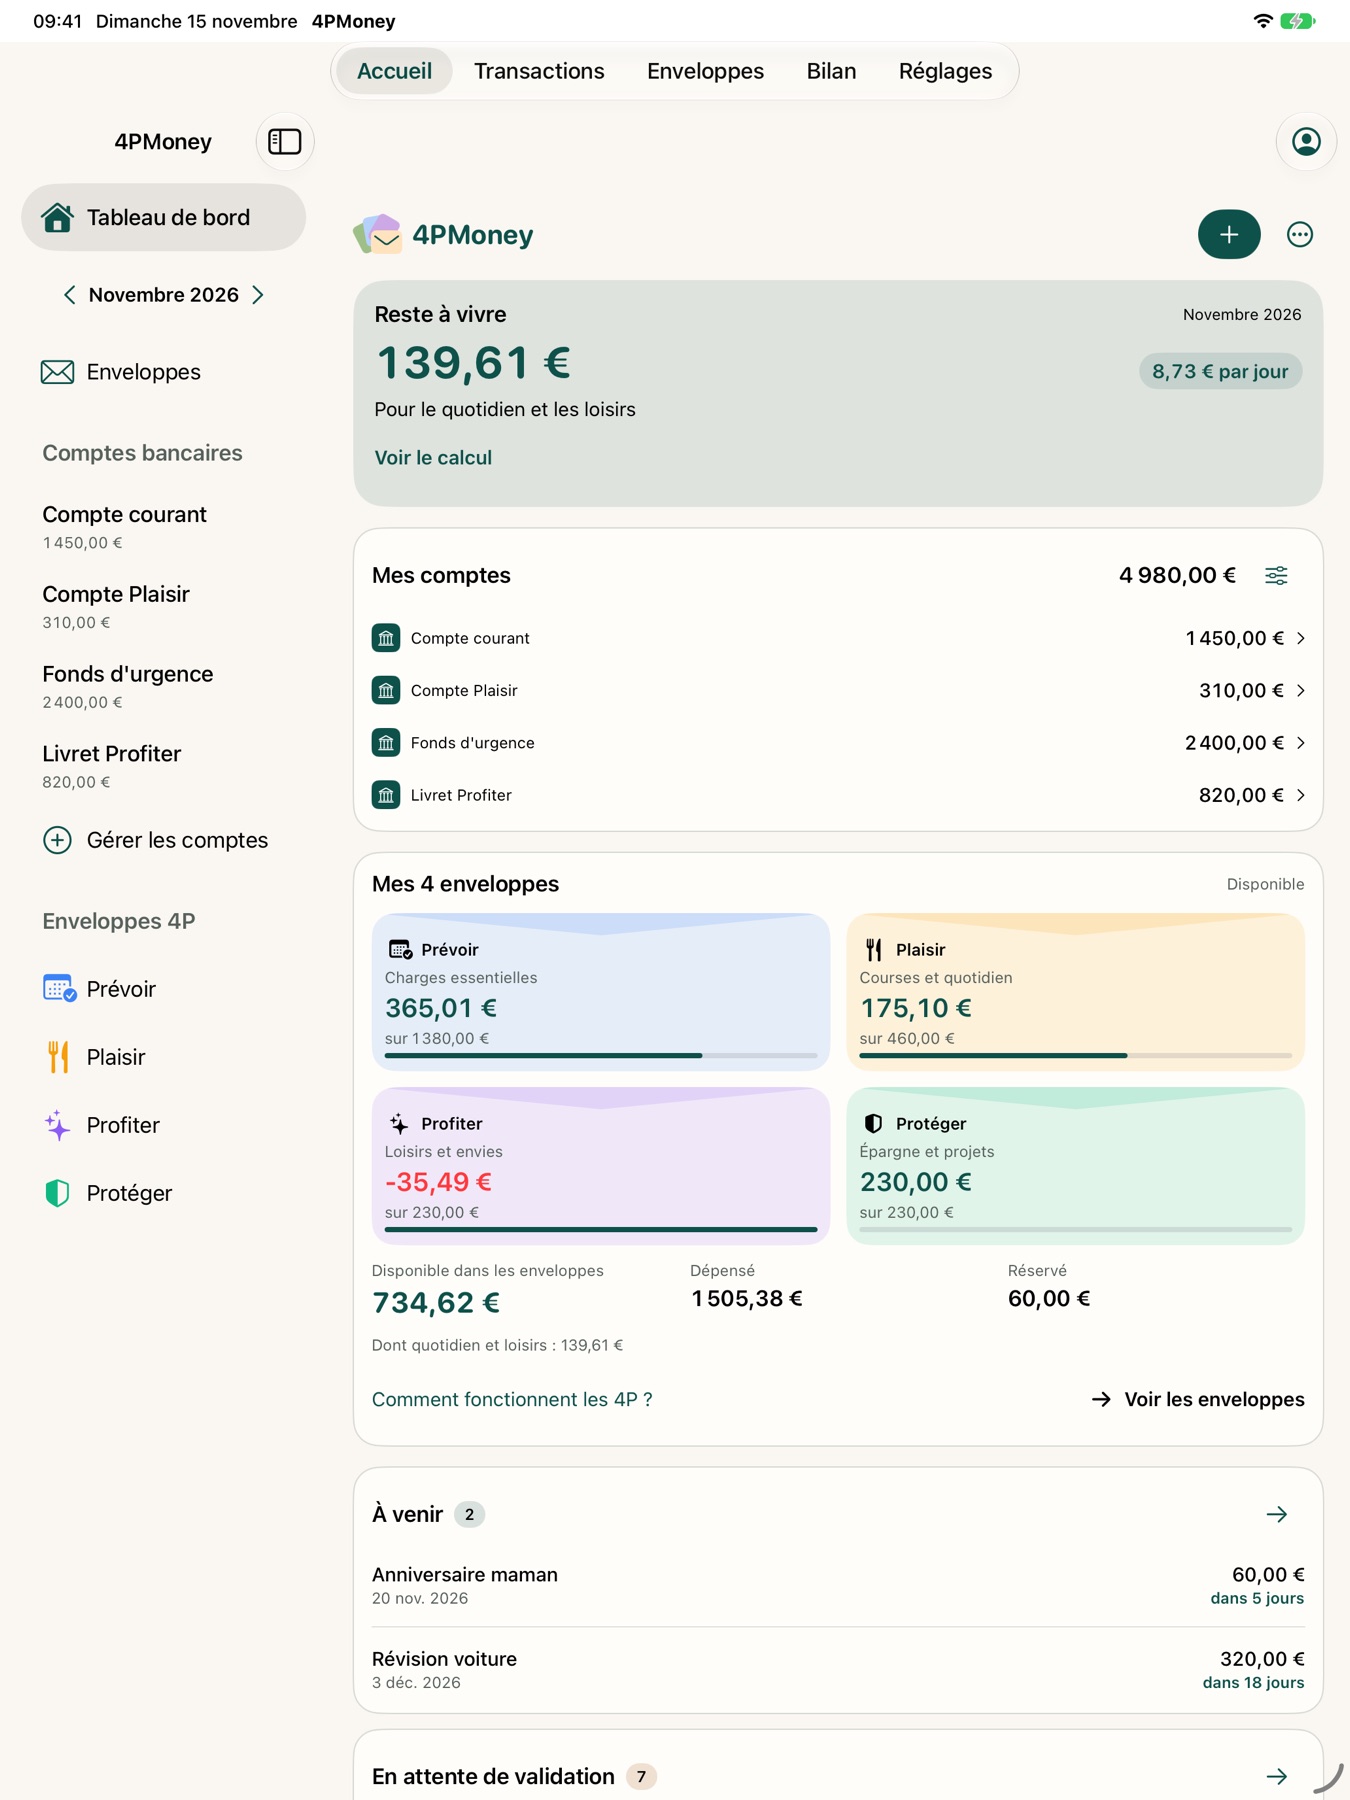 09:41 Dimanche 15 novembre 4PMoney
Accueil Transactions Enveloppes Bilan Réglages
4PMoney
Tableau de bord
Novembre 2026
Enveloppes
Comptes bancaires
Compte courant
1 450,00 €
Compte Plaisir
310,00 €
Fonds d'urgence
2 400,00 €
Livret Profiter
820,00 €
Gérer les comptes
Enveloppes 4P
Prévoir
Plaisir
Profiter
Protéger
4PMoney
Reste à vivre
Novembre 2026
139,61 €
8,73 € par jour
Pour le quotidien et les loisirs
Voir le calcul
Mes comptes
4 980,00 €
Compte courant
1 450,00 €
Compte Plaisir
310,00 €
Fonds d'urgence
2 400,00 €
Livret Profiter
820,00 €
Mes 4 enveloppes
Disponible
Prévoir
Charges essentielles
365,01 €
sur 1 380,00 €
Plaisir
Courses et quotidien
175,10 €
sur 460,00 €
Profiter
Loisirs et envies
-35,49 €
sur 230,00 €
Protéger
Épargne et projets
230,00 €
sur 230,00 €
Disponible dans les enveloppes
734,62 €
Dépensé
1 505,38 €
Réservé
60,00 €
Dont quotidien et loisirs : 139,61 €
Comment fonctionnent les 4P ?
Voir les enveloppes
À venir 2
Anniversaire maman
60,00 €
20 nov. 2026
dans 5 jours
Révision voiture
320,00 €
3 déc. 2026
dans 18 jours
En attente de validation 7